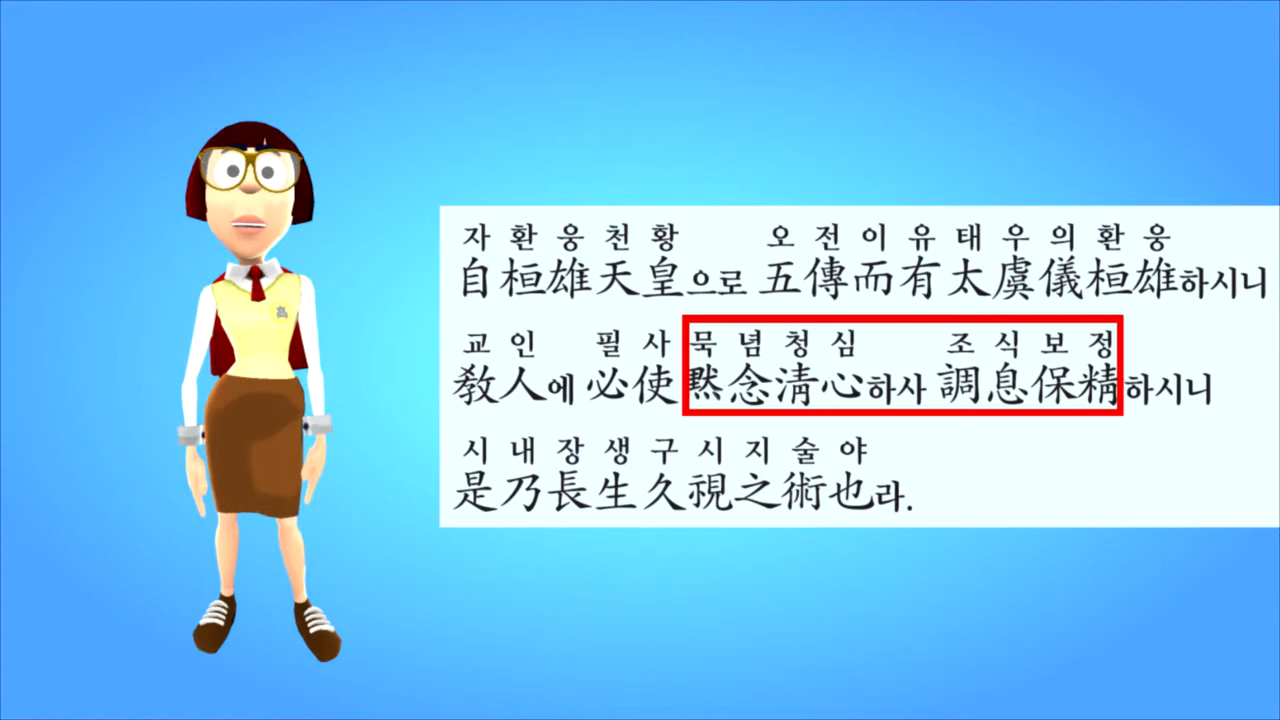 자 환 웅 천 황 오 전 이 유 태 우 의 환 웅
自桓雄天皇으로 五傳而有太虞儀桓雄하시니
교 인 필 사 묵 념 청 심 조 식 보 정
敎人에 必使黙念淸心하사 調息保精하시니
시 내 장 생 구 시 지 술 야
是乃長生久視之術也라.